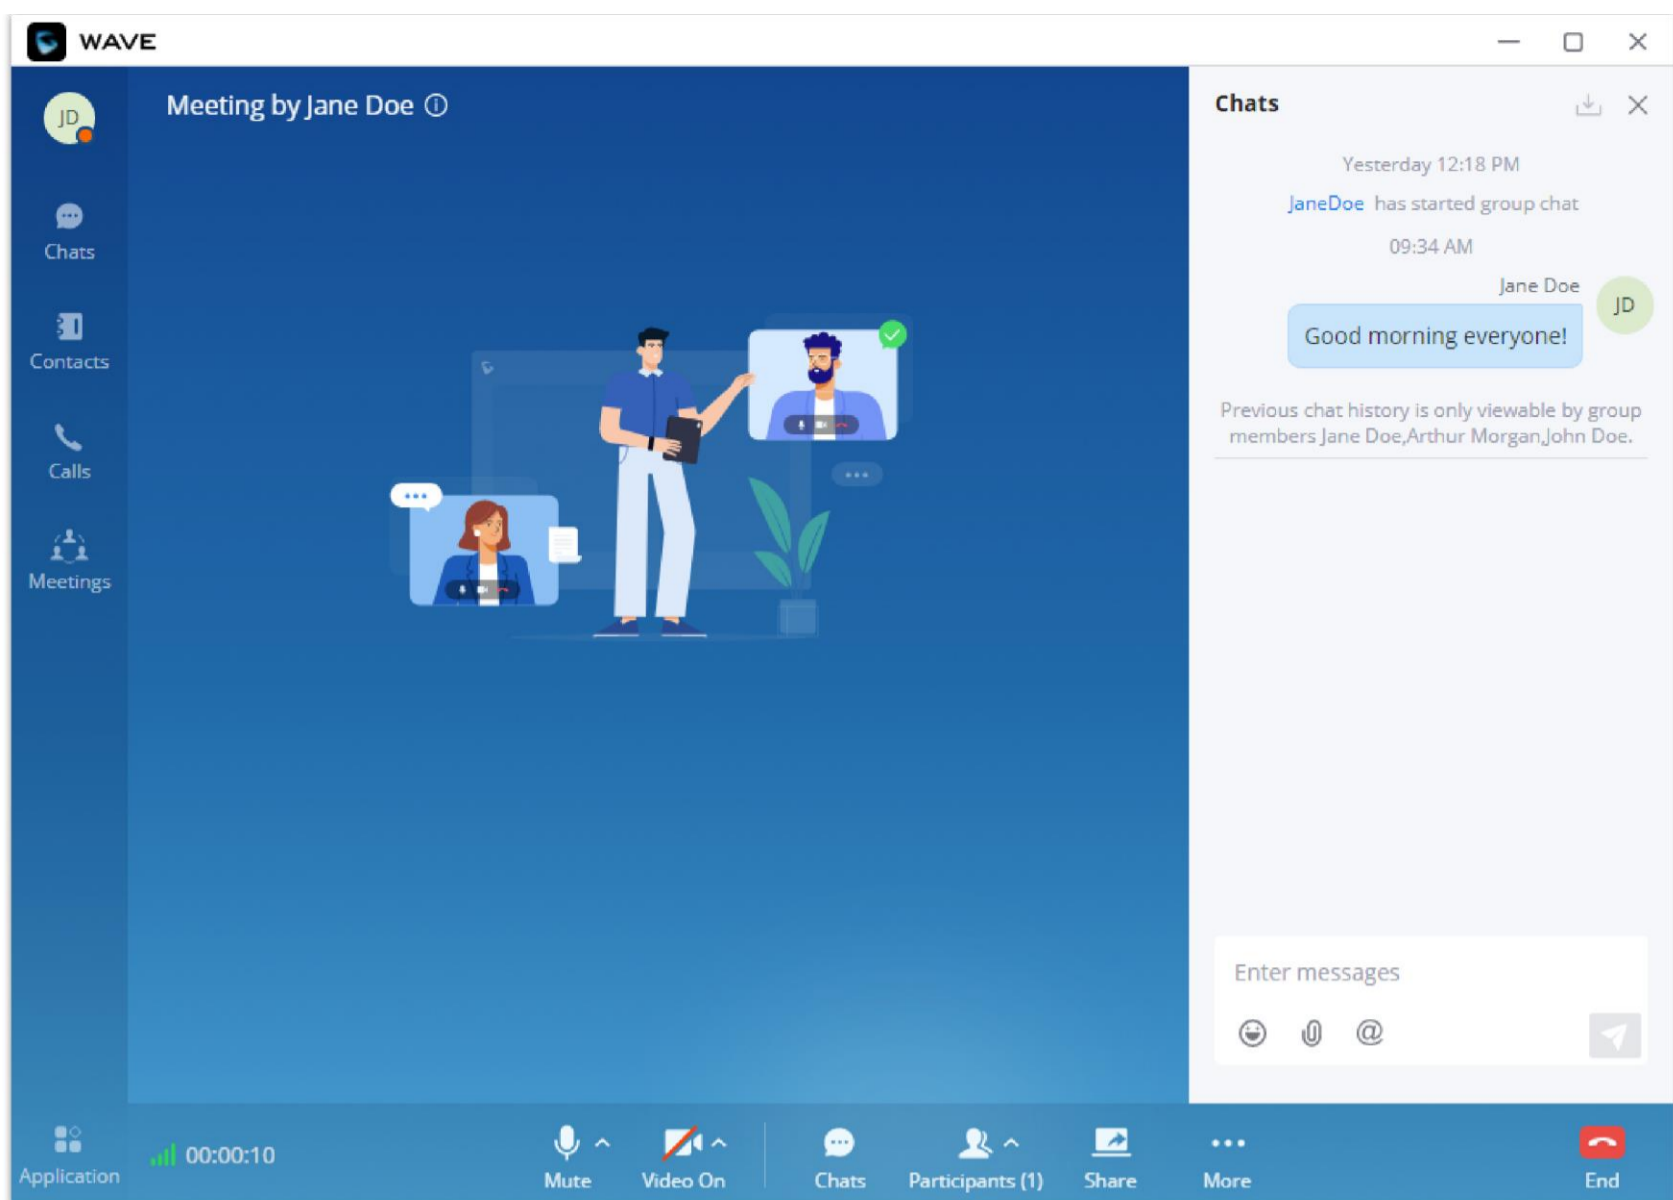 WAVE
JD
Meeting by Jane Doe
Chats
Contacts
Calls
Meetings
Application
Chats
Yesterday 12:18 PM
JaneDoe has started group chat
09:34 AM
Jane Doe
JD
Good morning everyone!
Previous chat history is only viewable by group
members Jane Doe,Arthur Morgan,John Doe.
Enter messages
@
00:00:10
Mute
Video On
Chats
Participants (1)
Share
More
End